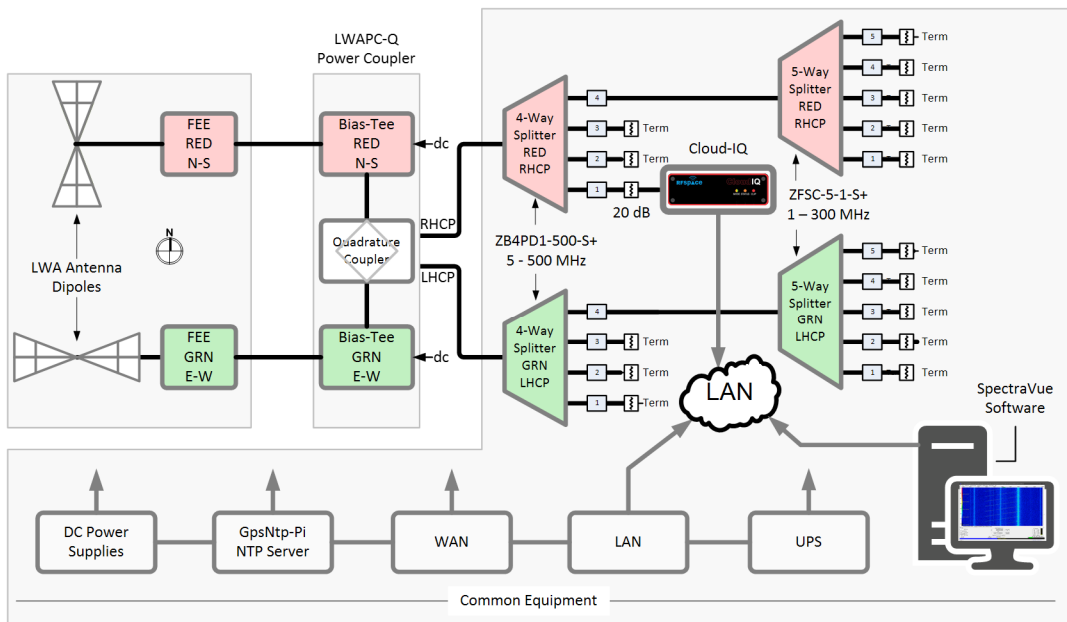 LWAPC-Q
Power Coupler
FEE
RED
N-S
Bias-Tee
RED
N-S
dc
4-Way
Splitter
RED
RHCP
4
3
Term
2
Term
1
20 dB
Cloud-IQ
RFSPACE
CloudIQ
5-Way
Splitter
RED
RHCP
5
Term
4
Term
3
Term
2
Term
1
Term
N
LWA Antenna
Dipoles
Quadrature
Coupler
RHCP
LHCP
ZB4PD1-500-S+
5 - 500 MHz
ZFSC-5-1-S+
1 – 300 MHz
FEE
GRN
E-W
Bias-Tee
GRN
E-W
dc
4-Way
Splitter
GRN
LHCP
4
3
Term
2
Term
1
Term
5-Way
Splitter
GRN
LHCP
5
Term
4
Term
3
Term
2
Term
1
Term
LAN
SpectraVue
Software
DC Power
Supplies
GpsNtp-Pi
NTP Server
WAN
LAN
UPS
Common Equipment